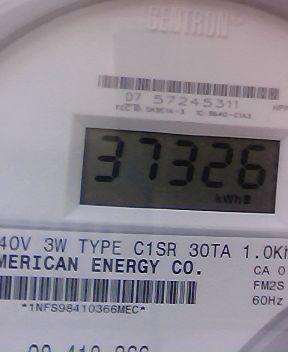 CENTRON
07 57245311
37326
kWh
40V 3W TYPE C1SR 30TA 1.0Kh
MERICAN ENERGY CO.
CA 0
FM2S
60Hz
*1NFS98410366MEC*